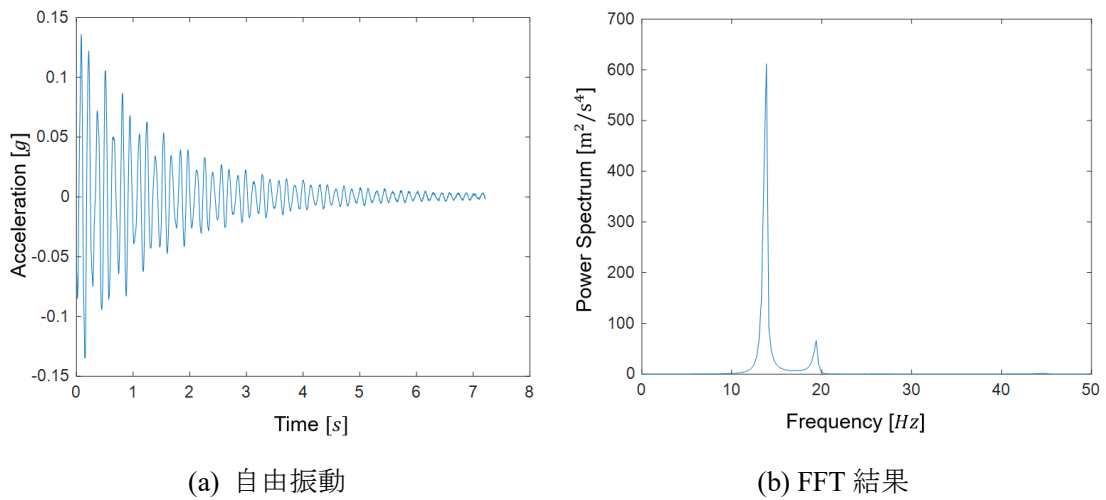 0.15
0.1
0.05
0
-0.05
-0.1
-0.15
Acceleration [g]
0 1 2 3 4 5 6 7 8
Time [s]
(a) 自由振動
700
600
500
400
300
200
100
0
Power Spectrum [m²/s⁴]
0 10 20 30 40 50
Frequency [Hz]
(b) FFT 結果